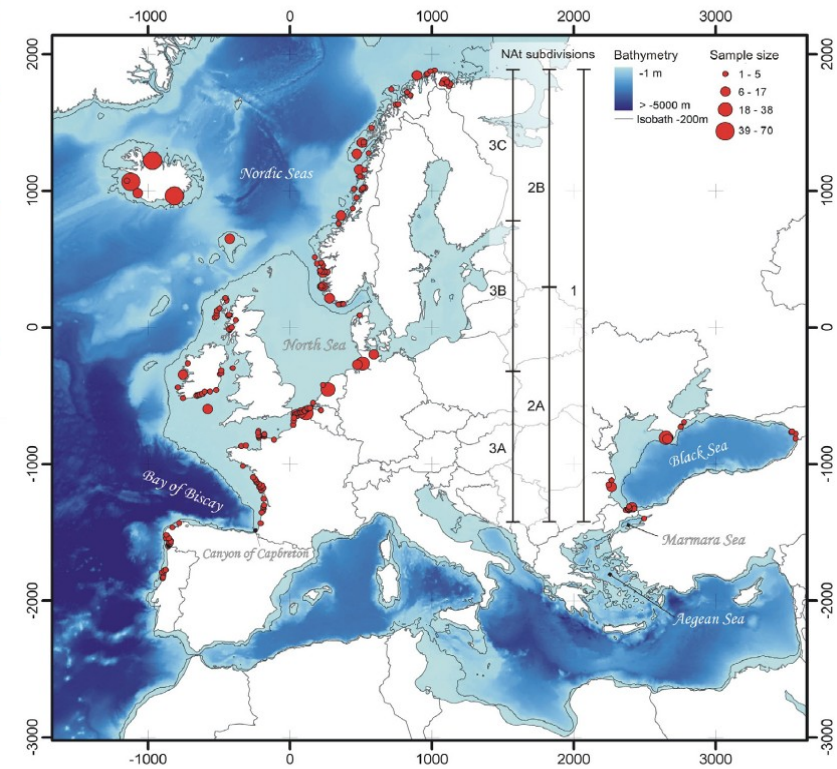 -1000 0 1000 2000 3000
NAt subdivisions
Bathymetry
-1 m
> -5000 m
Isobath -200m
Sample size
1 - 5
6 - 17
18 - 38
39 - 70
2000
1000
0
-1000
-2000
-3000
2000
1000
0
-1000
-2000
-3000
3C
2B
3B
1
2A
3A
Nordic Seas
North Sea
Bay of Biscay
Canyon of Capbreton
Black Sea
Marmara Sea
Aegean Sea
-1000 0 1000 2000 3000